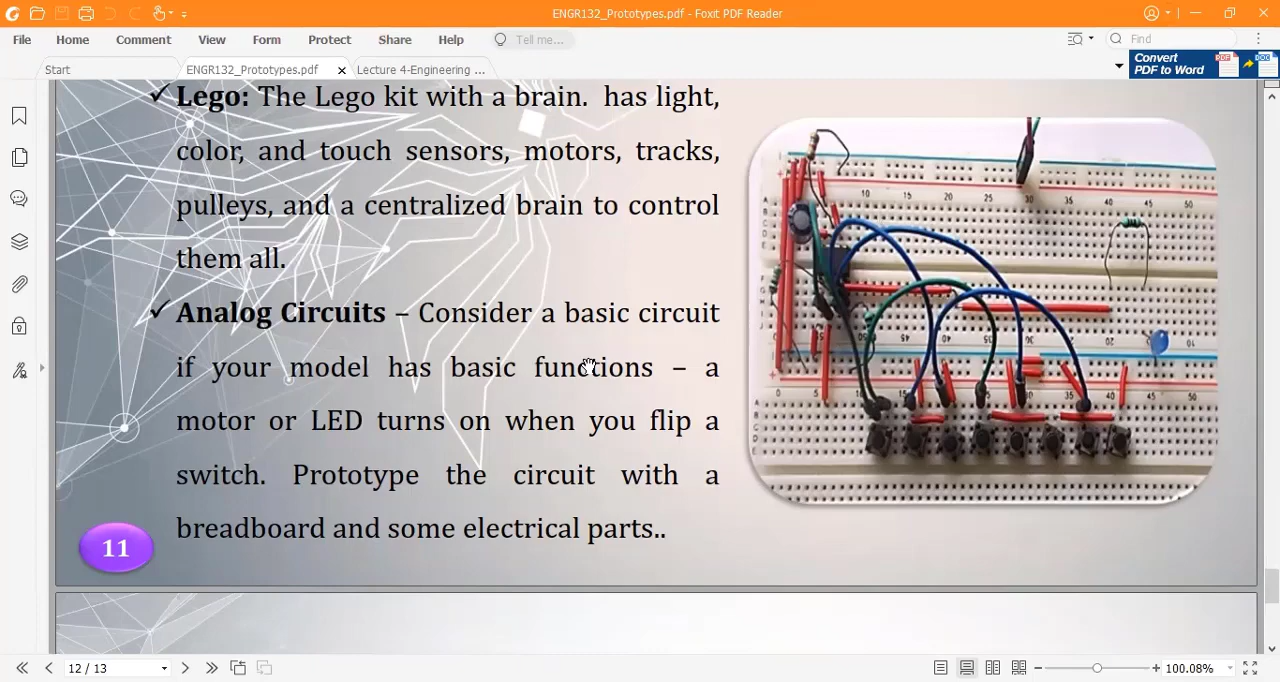 ENGR132_Prototypes.pdf - Foxit PDF Reader
File Home Comment View Form Protect Share Help Tell me... Find
Start ENGR132_Prototypes.pdf Lecture 4-Engineering ...
Convert
PDF to Word
✓ Lego: The Lego kit with a brain. has light,
color, and touch sensors, motors, tracks,
pulleys, and a centralized brain to control
them all.
✓ Analog Circuits – Consider a basic circuit
if your model has basic functions – a
motor or LED turns on when you flip a
switch. Prototype the circuit with a
breadboard and some electrical parts..
11
12 / 13
100.08%